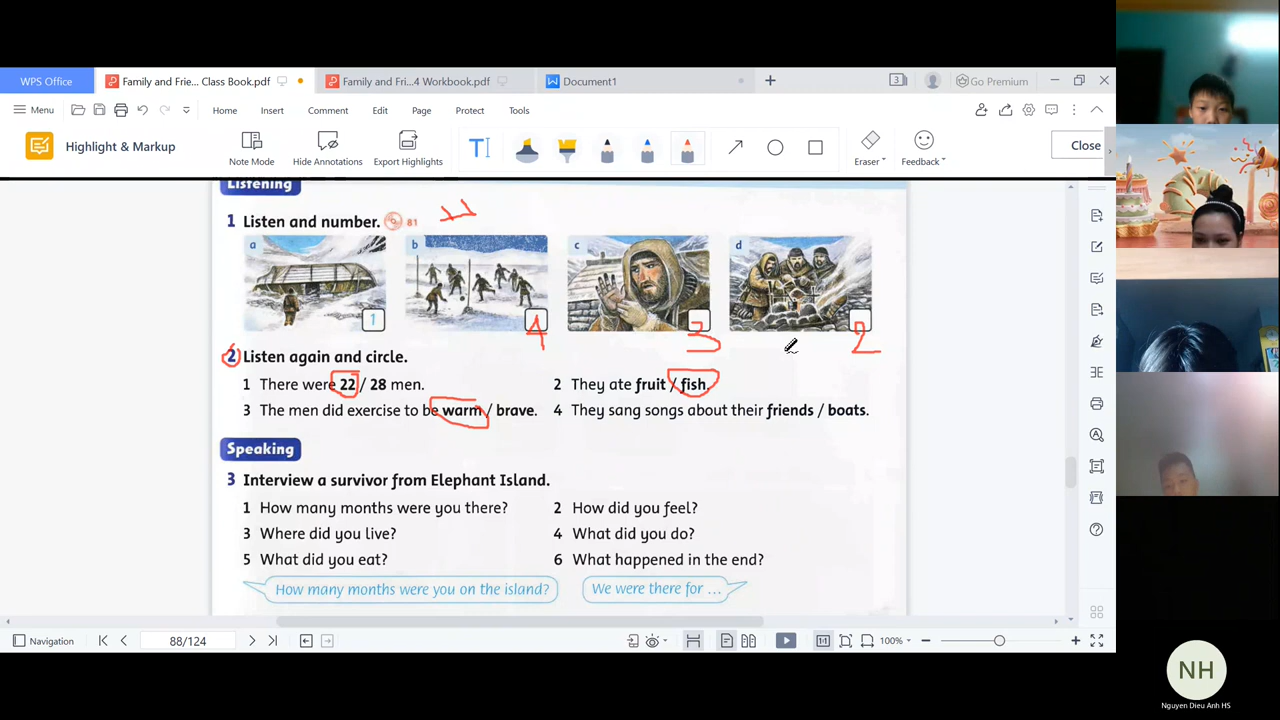 WPS Office
Family and Frie... Class Book.pdf
Family and Fri...4 Workbook.pdf
Document1
3
Go Premium
Menu
Home
Insert
Comment
Edit
Page
Protect
Tools
Highlight & Markup
Note Mode
Hide Annotations
Export Highlights
T
Eraser
Feedback
Close
Listening
1 Listen and number. 81
a
b
c
d
1
4
3
2
2 Listen again and circle.
1 There were 22 / 28 men.
2 They ate fruit / fish.
3 The men did exercise to be warm / brave.
4 They sang songs about their friends / boats.
Speaking
3 Interview a survivor from Elephant Island.
1 How many months were you there?
2 How did you feel?
3 Where did you live?
4 What did you do?
5 What did you eat?
6 What happened in the end?
How many months were you on the island?
We were there for ...
Navigation
88/124
100%
NH
Nguyen Dieu Anh HS